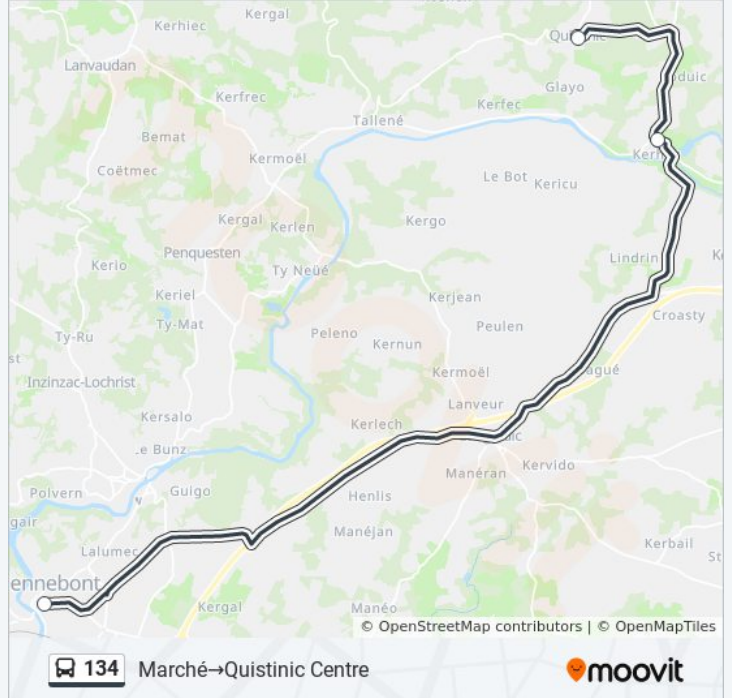 Kergal
Kerhiec
Lanvaudan
Kerfrec
Glayo
Kerfec
Tallené
Bemat
Kermoël
Coëtmec
Le Bot
Kericu
Kergal
Kerlen
Kergo
Penquesten
Lindrin
Kerlo
Ty Neüé
Keriel
Kerjean
Croasty
Ty-Mat
Peleno
Peulen
Ty-Ru
Kernun
Kermoël
Inzinzac-Lochrist
Lanveur
Kersalo
Kerlech
Le Bunz
Manéran
Kervido
Polvern
Guigo
Henlis
Manéjan
Kerbail
Lalumec
ennebont
Kergal
Manéo
© OpenStreetMap contributors | © OpenMapTiles
134 Marché→Quistinic Centre moovit